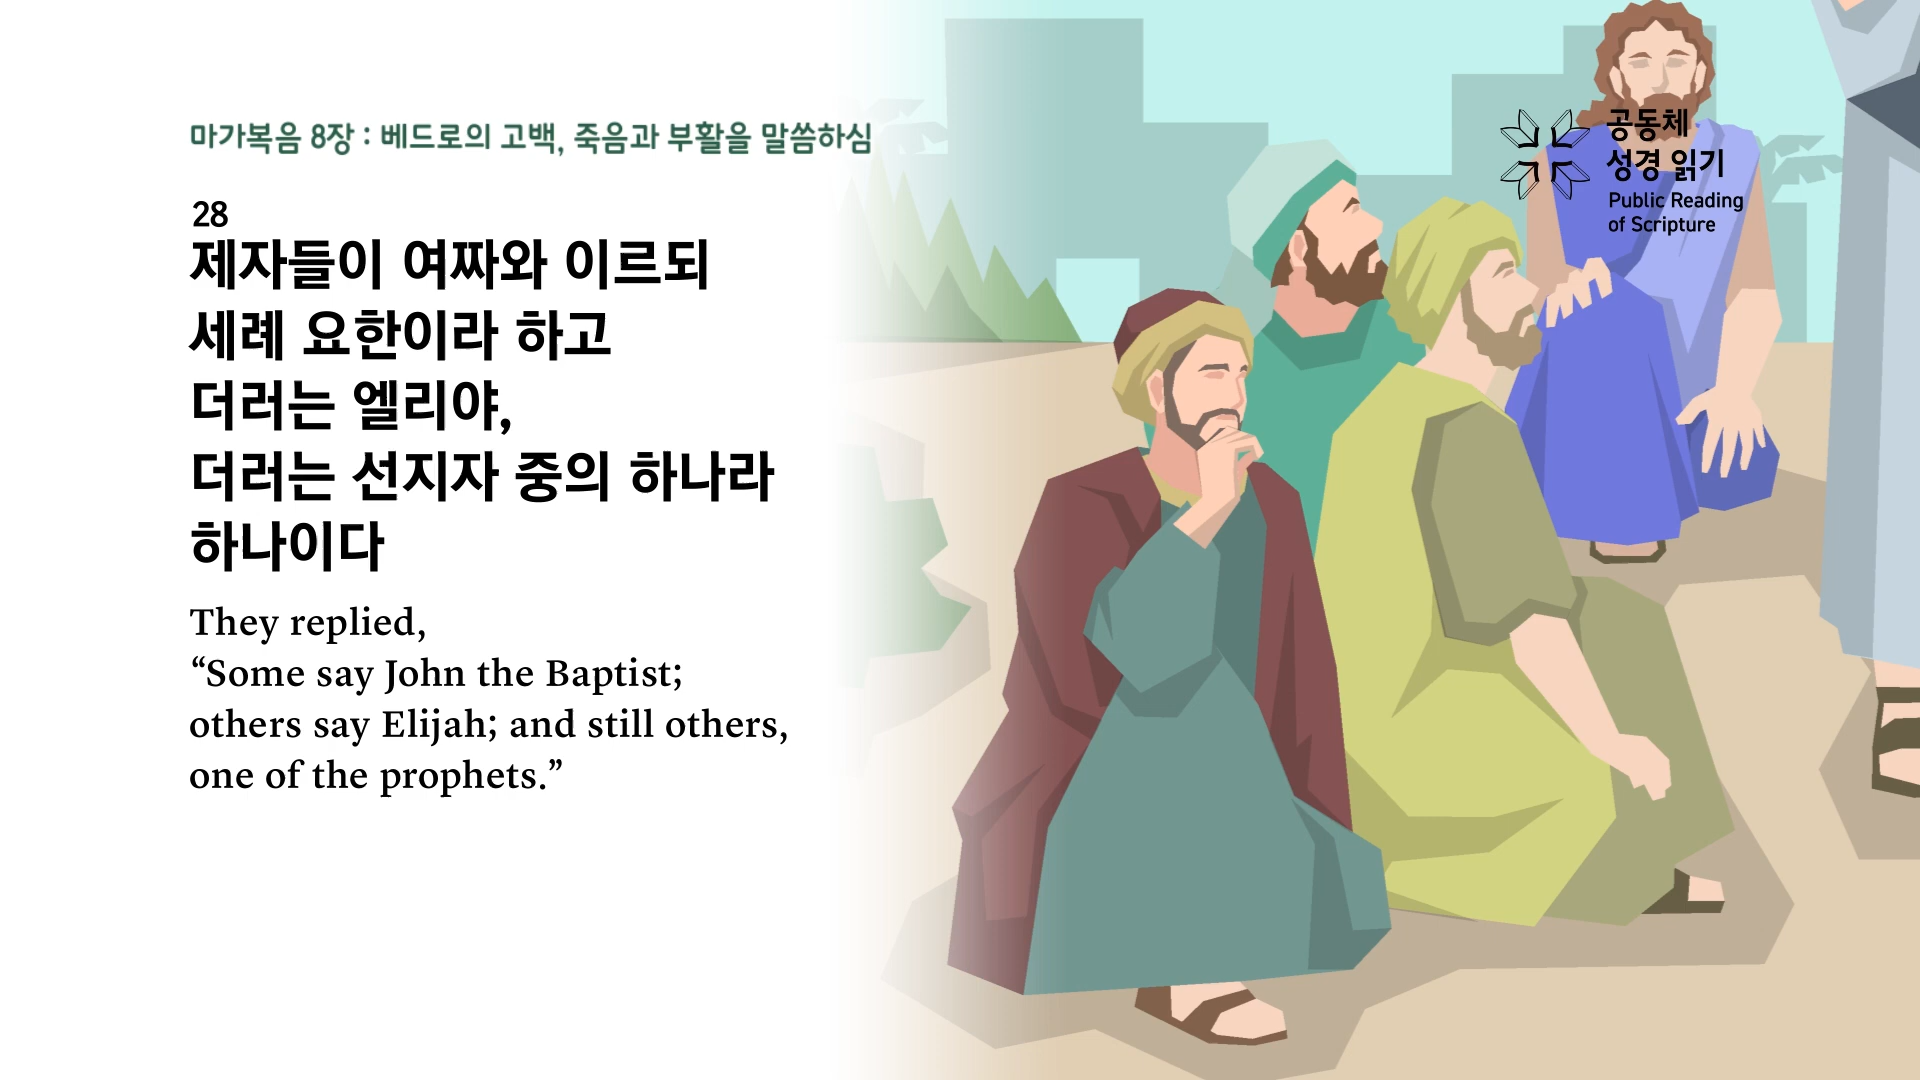 마가복음 8장 : 베드로의 고백, 죽음과 부활을 말씀하심
28
제자들이 여짜와 이르되
세례 요한이라 하고
더러는 엘리야,
더러는 선지자 중의 하나라
하나이다
They replied,
“Some say John the Baptist;
others say Elijah; and still others,
one of the prophets.”
공동체
성경 읽기
Public Reading
of Scripture